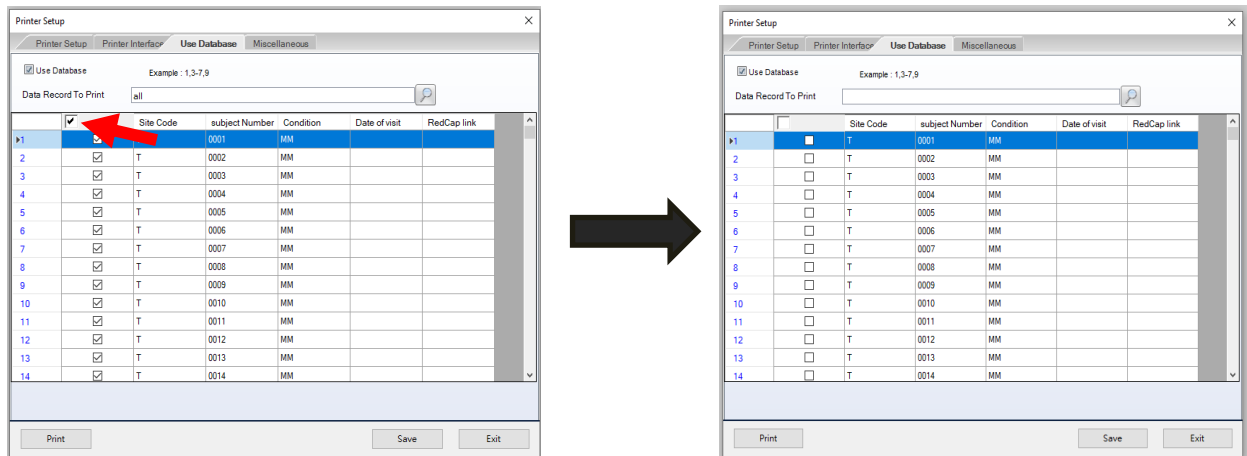 Printer Setup
Printer Setup Printer Interface Use Database Miscellaneous
Use Database Example : 1,3-7,9
Data Record To Print all
Site Code subject Number Condition Date of visit RedCap link
1 0001 MM
2 T 0002 MM
3 T 0003 MM
4 T 0004 MM
5 T 0005 MM
6 T 0006 MM
7 T 0007 MM
8 T 0008 MM
9 T 0009 MM
10 T 0010 MM
11 T 0011 MM
12 T 0012 MM
13 T 0013 MM
14 T 0014 MM
Print Save Exit
Printer Setup
Printer Setup Printer Interface Use Database Miscellaneous
Use Database Example : 1,3-7,9
Data Record To Print
Site Code subject Number Condition Date of visit RedCap link
1 T 0001 MM
2 T 0002 MM
3 T 0003 MM
4 T 0004 MM
5 T 0005 MM
6 T 0006 MM
7 T 0007 MM
8 T 0008 MM
9 T 0009 MM
10 T 0010 MM
11 T 0011 MM
12 T 0012 MM
13 T 0013 MM
14 T 0014 MM
Print Save Exit